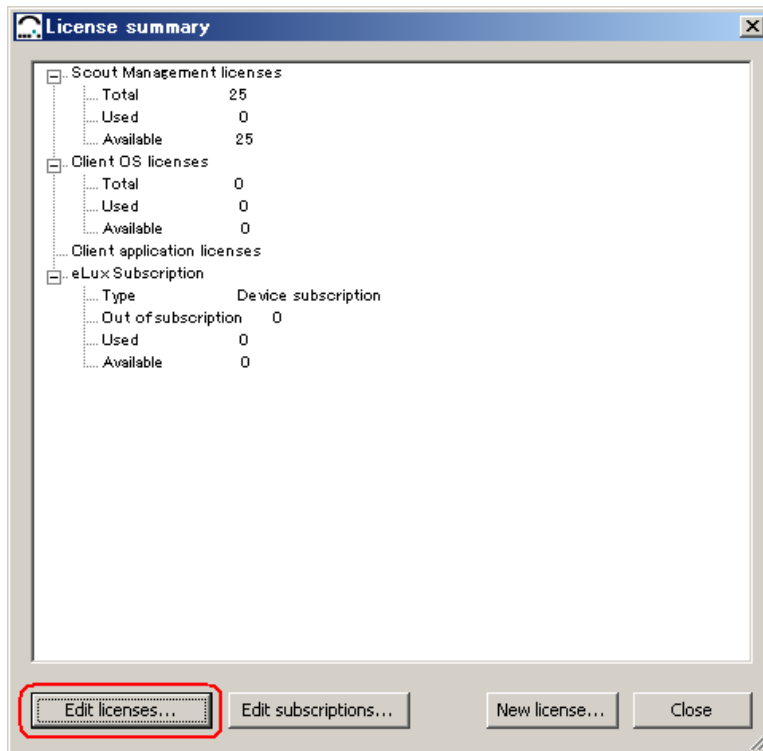 License summary
Scout Management licenses
Total 25
Used 0
Available 25
Client OS licenses
Total 0
Used 0
Available 0
Client application licenses
eLux Subscription
Type Device subscription
Out of subscription 0
Used 0
Available 0
Edit licenses... Edit subscriptions... New license... Close